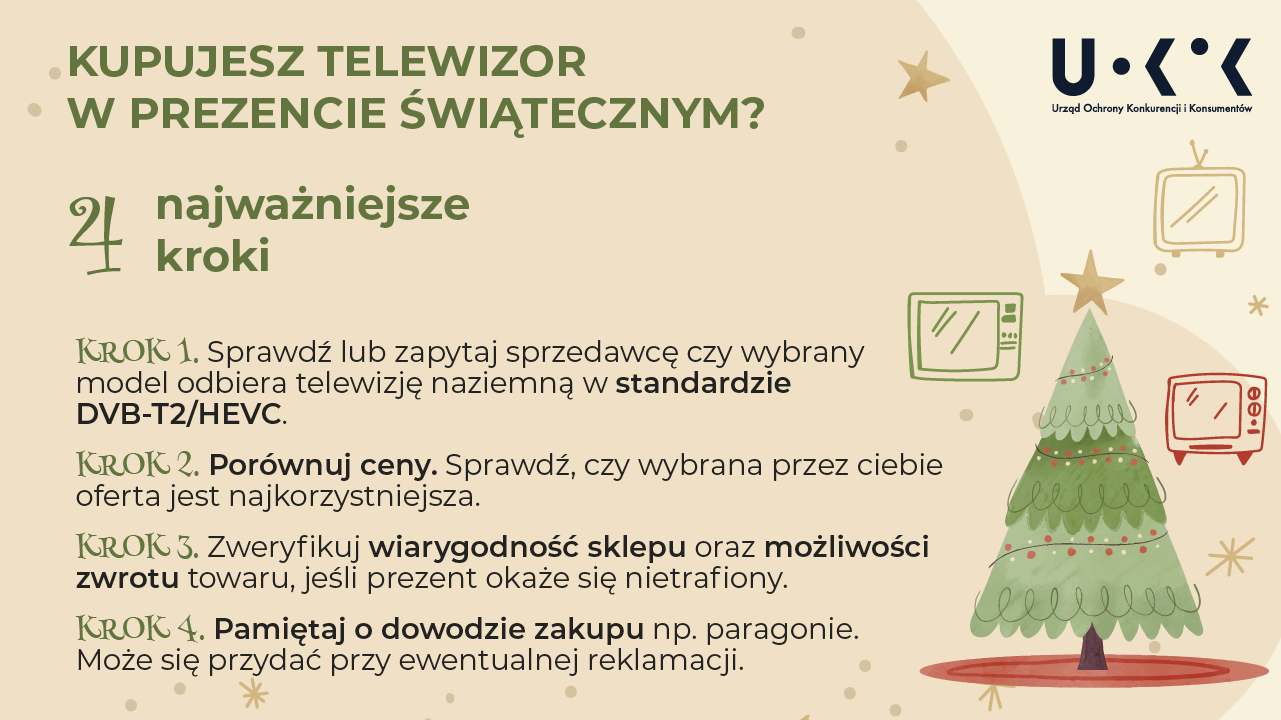 KUPUJESZ TELEWIZOR
W PREZENCIE ŚWIĄTECZNYM?
U·K·K
Urząd Ochrony Konkurencji i Konsumentów
4 najważniejsze
kroki
KROK 1. Sprawdź lub zapytaj sprzedawcę czy wybrany
model odbiera telewizję naziemną w standardzie
DVB-T2/HEVC.
KROK 2. Porównuj ceny. Sprawdź, czy wybrana przez ciebie
oferta jest najkorzystniejsza.
KROK 3. Zweryfikuj wiarygodność sklepu oraz możliwości
zwrotu towaru, jeśli prezent okaże się nietrafiony.
KROK 4. Pamiętaj o dowodzie zakupu np. paragonie.
Może się przydać przy ewentualnej reklamacji.